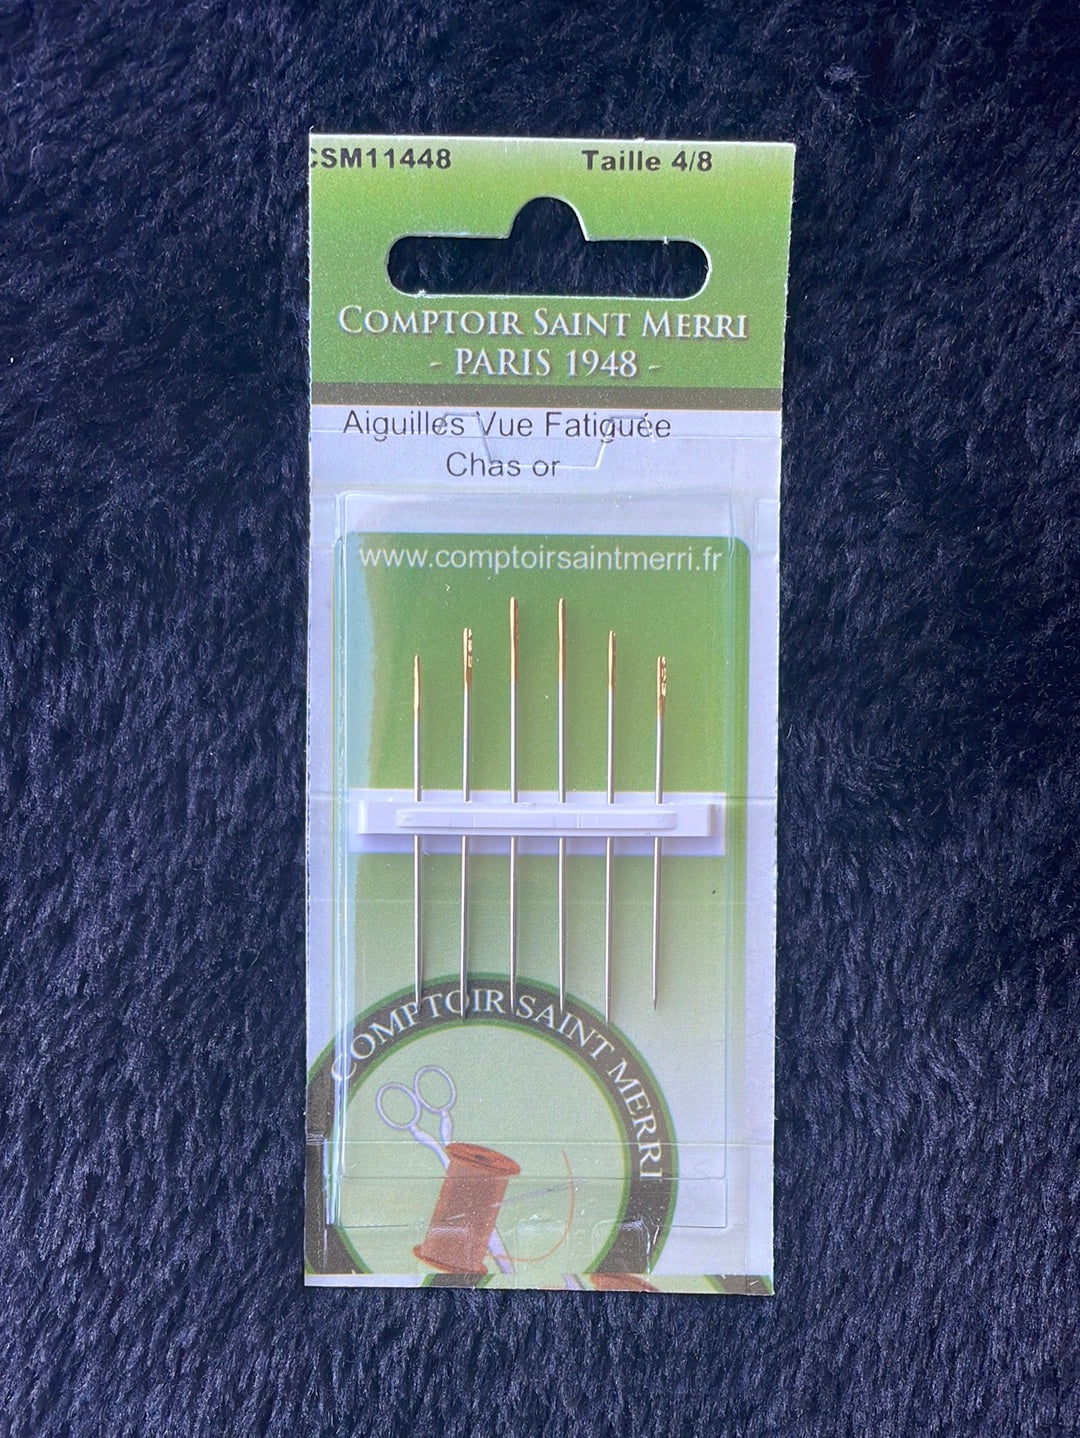 CSM11448 Taille 4/8
COMPTOIR SAINT MERRI
- PARIS 1948 -
Aiguilles Vue Fatiguée
Chas or
www.comptoirsaintmerri.fr
COMPTOIR SAINT MERRI